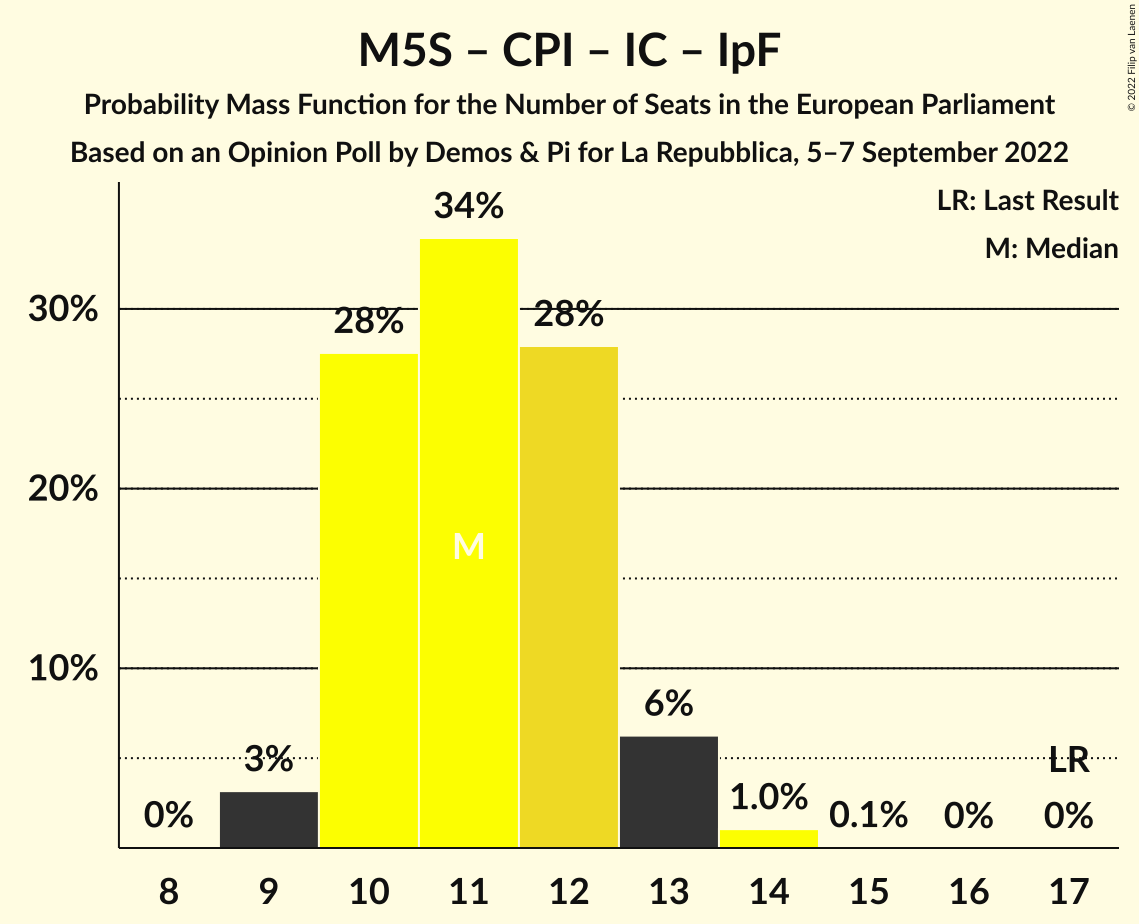 M5S – CPI – IC – IpF
Probability Mass Function for the Number of Seats in the European Parliament
Based on an Opinion Poll by Demos & Pi for La Repubblica, 5–7 September 2022
© 2022 Filip van Laenen
LR: Last Result
M: Median
34%
30%
28%
28%
20%
M
10%
6%
3%
LR
1.0%
0%
0.1%
0%
0%
8 9 10 11 12 13 14 15 16 17